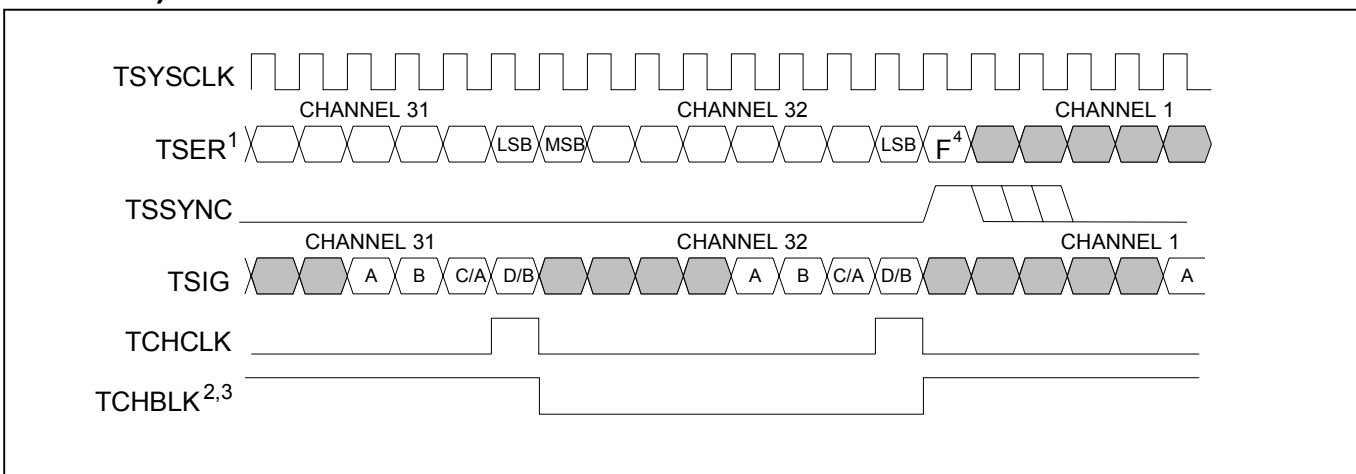 TSYSCLK
CHANNEL 31 CHANNEL 32 CHANNEL 1
TSER1 LSB MSB LSB F4
TSSYNC
CHANNEL 31 CHANNEL 32 CHANNEL 1
TSIG A B C/A D/B A B C/A D/B A
TCHCLK
TCHBLK2,3